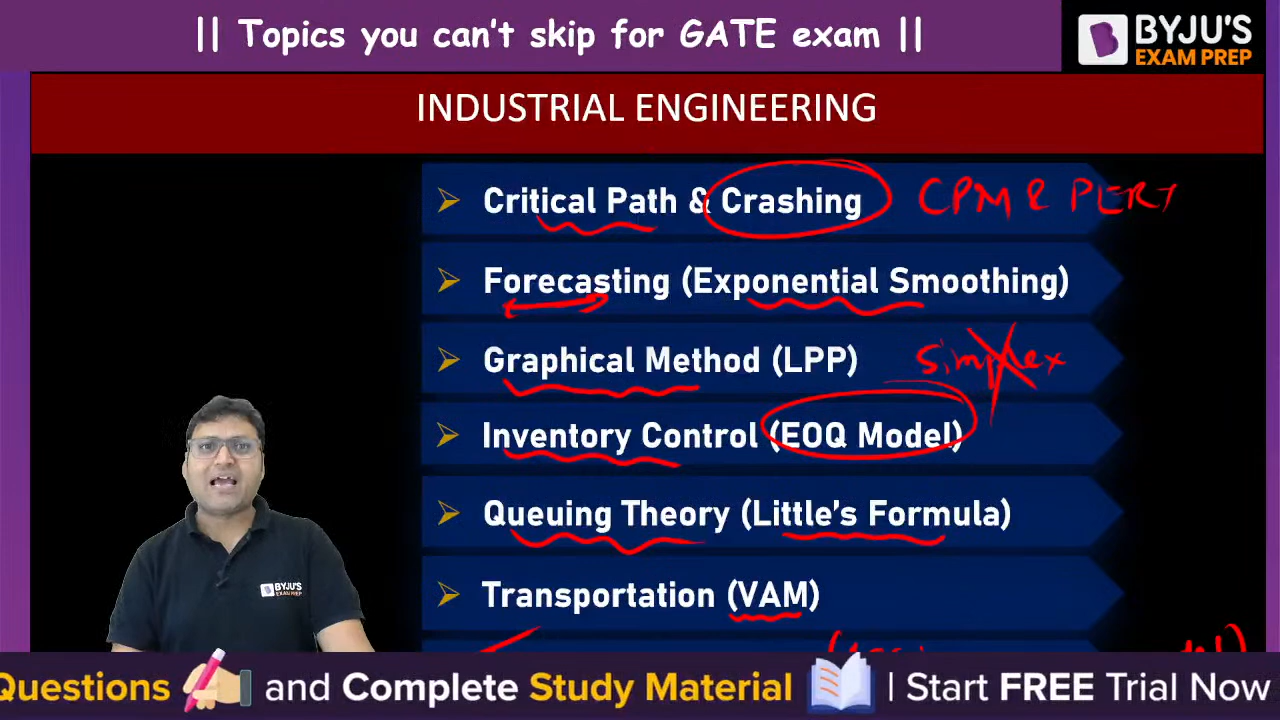 || Topics you can't skip for GATE exam ||
BYJU'S
EXAM PREP
INDUSTRIAL ENGINEERING
➢ Critical Path & Crashing CPM & PERT
➢ Forecasting (Exponential Smoothing)
➢ Graphical Method (LPP) Simplex
➢ Inventory Control (EOQ Model)
➢ Queuing Theory (Little's Formula)
➢ Transportation (VAM)
BYJU'S
EXAM PREP
Questions and Complete Study Material | Start FREE Trial Now